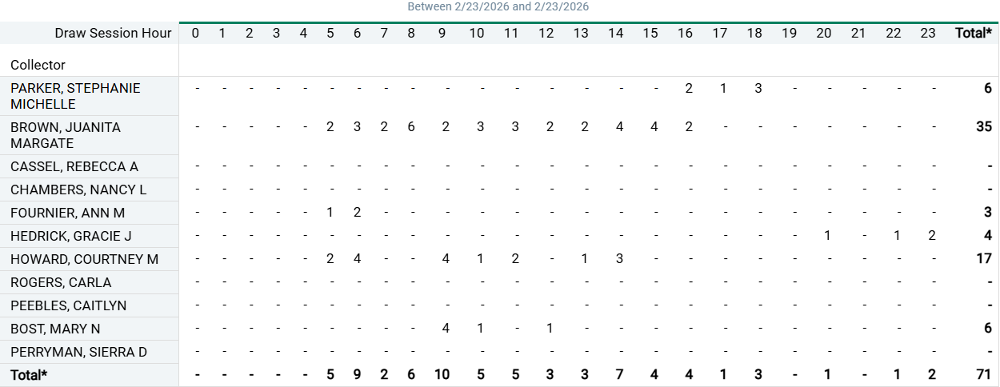 Between 2/23/2026 and 2/23/2026
Draw Session Hour 0 1 2 3 4 5 6 7 8 9 10 11 12 13 14 15 16 17 18 19 20 21 22 23 Total*
Collector
PARKER, STEPHANIE - - - - - - - - - - - - - - - - 2 1 3 - - - - - 6
MICHELLE
BROWN, JUANITA - - - - - 2 3 2 6 2 3 3 2 2 4 4 2 - - - - - - - 35
MARGATE
CASSEL, REBECCA A - - - - - - - - - - - - - - - - - - - - - - - - -
CHAMBERS, NANCY L - - - - - - - - - - - - - - - - - - - - - - - - -
FOURNIER, ANN M - - - - - 1 2 - - - - - - - - - - - - - - - - - 3
HEDRICK, GRACIE J - - - - - - - - - - - - - - - - - - - - 1 - 1 2 4
HOWARD, COURTNEY M - - - - - 2 4 - - 4 1 2 - 1 3 - - - - - - - - - 17
ROGERS, CARLA - - - - - - - - - - - - - - - - - - - - - - - - -
PEEBLES, CAITLYN - - - - - - - - - - - - - - - - - - - - - - - - -
BOST, MARY N - - - - - - - - - 4 1 - 1 - - - - - - - - - - - 6
PERRYMAN, SIERRA D - - - - - - - - - - - - - - - - - - - - - - - - -
Total* - - - - - 5 9 2 6 10 5 5 3 3 7 4 4 1 3 - 1 - 1 2 71